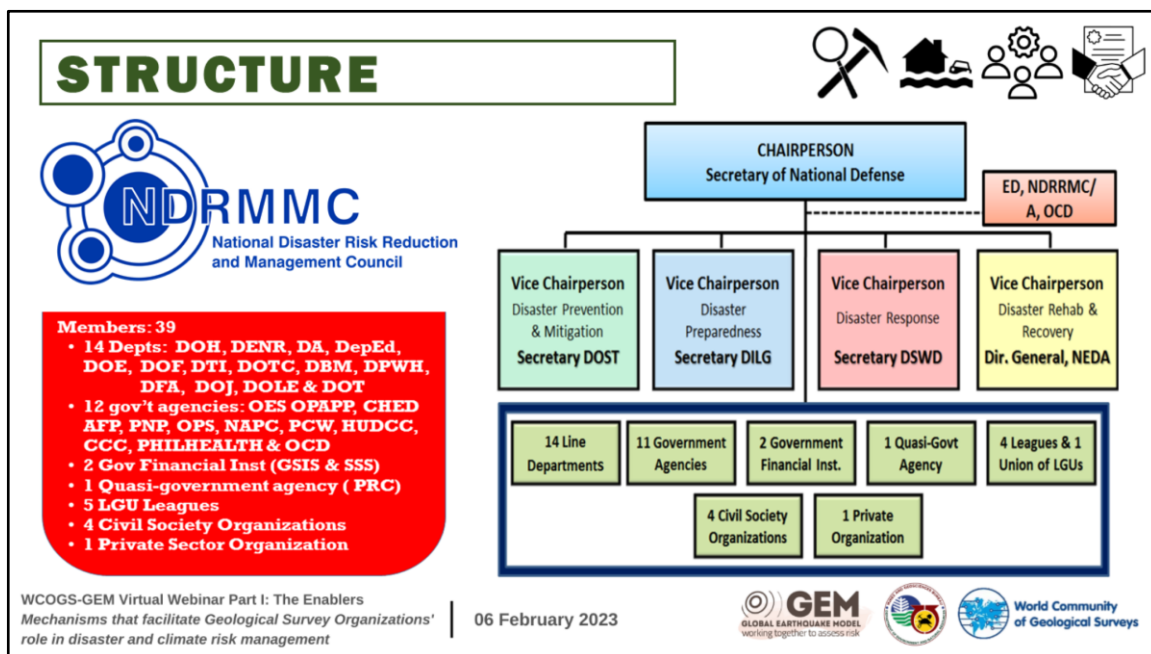 STRUCTURE
NDRMMC
National Disaster Risk Reduction
and Management Council
Members: 39
• 14 Depts: DOH, DENR, DA, DepEd,
DOE, DOF, DTI, DOTC, DBM, DPWH,
DFA, DOJ, DOLE & DOT
• 12 gov't agencies: OES OPAPP, CHED
AFP, PNP, OPS, NAPC, PCW, HUDCC,
CCC, PHILHEALTH & OCD
• 2 Gov Financial Inst (GSIS & SSS)
• 1 Quasi-government agency ( PRC)
• 5 LGU Leagues
• 4 Civil Society Organizations
• 1 Private Sector Organization
CHAIRPERSON
Secretary of National Defense
ED, NDRRMC/
A, OCD
Vice Chairperson
Disaster Prevention
& Mitigation
Secretary DOST
Vice Chairperson
Disaster
Preparedness
Secretary DILG
Vice Chairperson
Disaster Response
Secretary DSWD
Vice Chairperson
Disaster Rehab &
Recovery
Dir. General, NEDA
14 Line
Departments
11 Government
Agencies
2 Government
Financial Inst.
1 Quasi-Govt
Agency
4 Leagues & 1
Union of LGUs
4 Civil Society
Organizations
1 Private
Organization
WCOGS-GEM Virtual Webinar Part I: The Enablers
Mechanisms that facilitate Geological Survey Organizations'
role in disaster and climate risk management
06 February 2023
GEM
GLOBAL EARTHQUAKE MODEL
working together to assess risk
World Community
of Geological Surveys